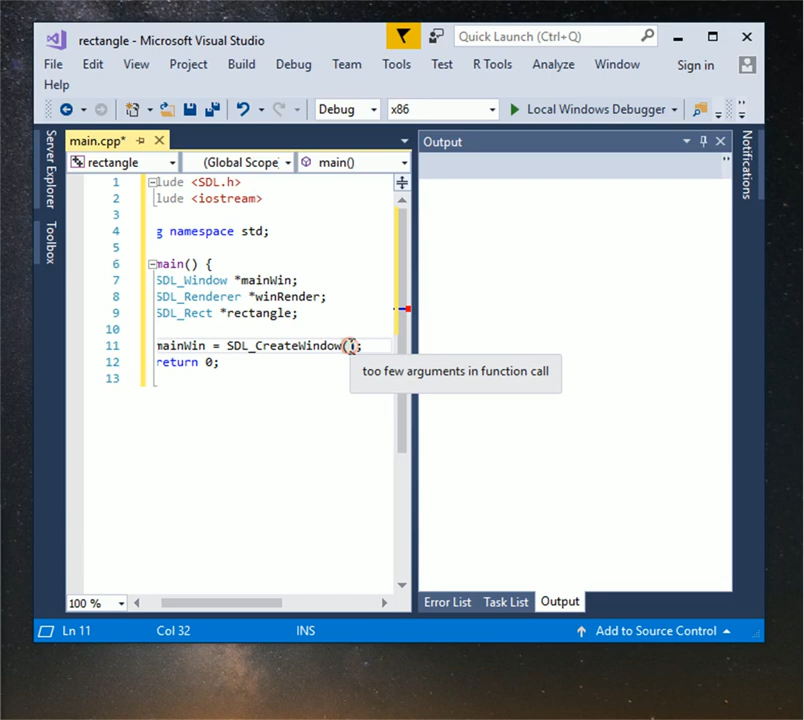 rectangle - Microsoft Visual Studio
Quick Launch (Ctrl+Q)
File Edit View Project Build Debug Team Tools Test R Tools Analyze Window Sign in
Help
Debug x86 Local Windows Debugger
Server Explorer
Toolbox
main.cpp*
rectangle (Global Scope main()
1 lude <SDL.h>
2 lude <iostream>
3
4 g namespace std;
5
6 main() {
7 SDL_Window *mainWin;
8 SDL_Renderer *winRender;
9 SDL_Rect *rectangle;
10
11 mainWin = SDL_CreateWindow();
12 return 0;
13
too few arguments in function call
100 %
Output
Notifications
Error List Task List Output
Ln 11 Col 32 INS Add to Source Control